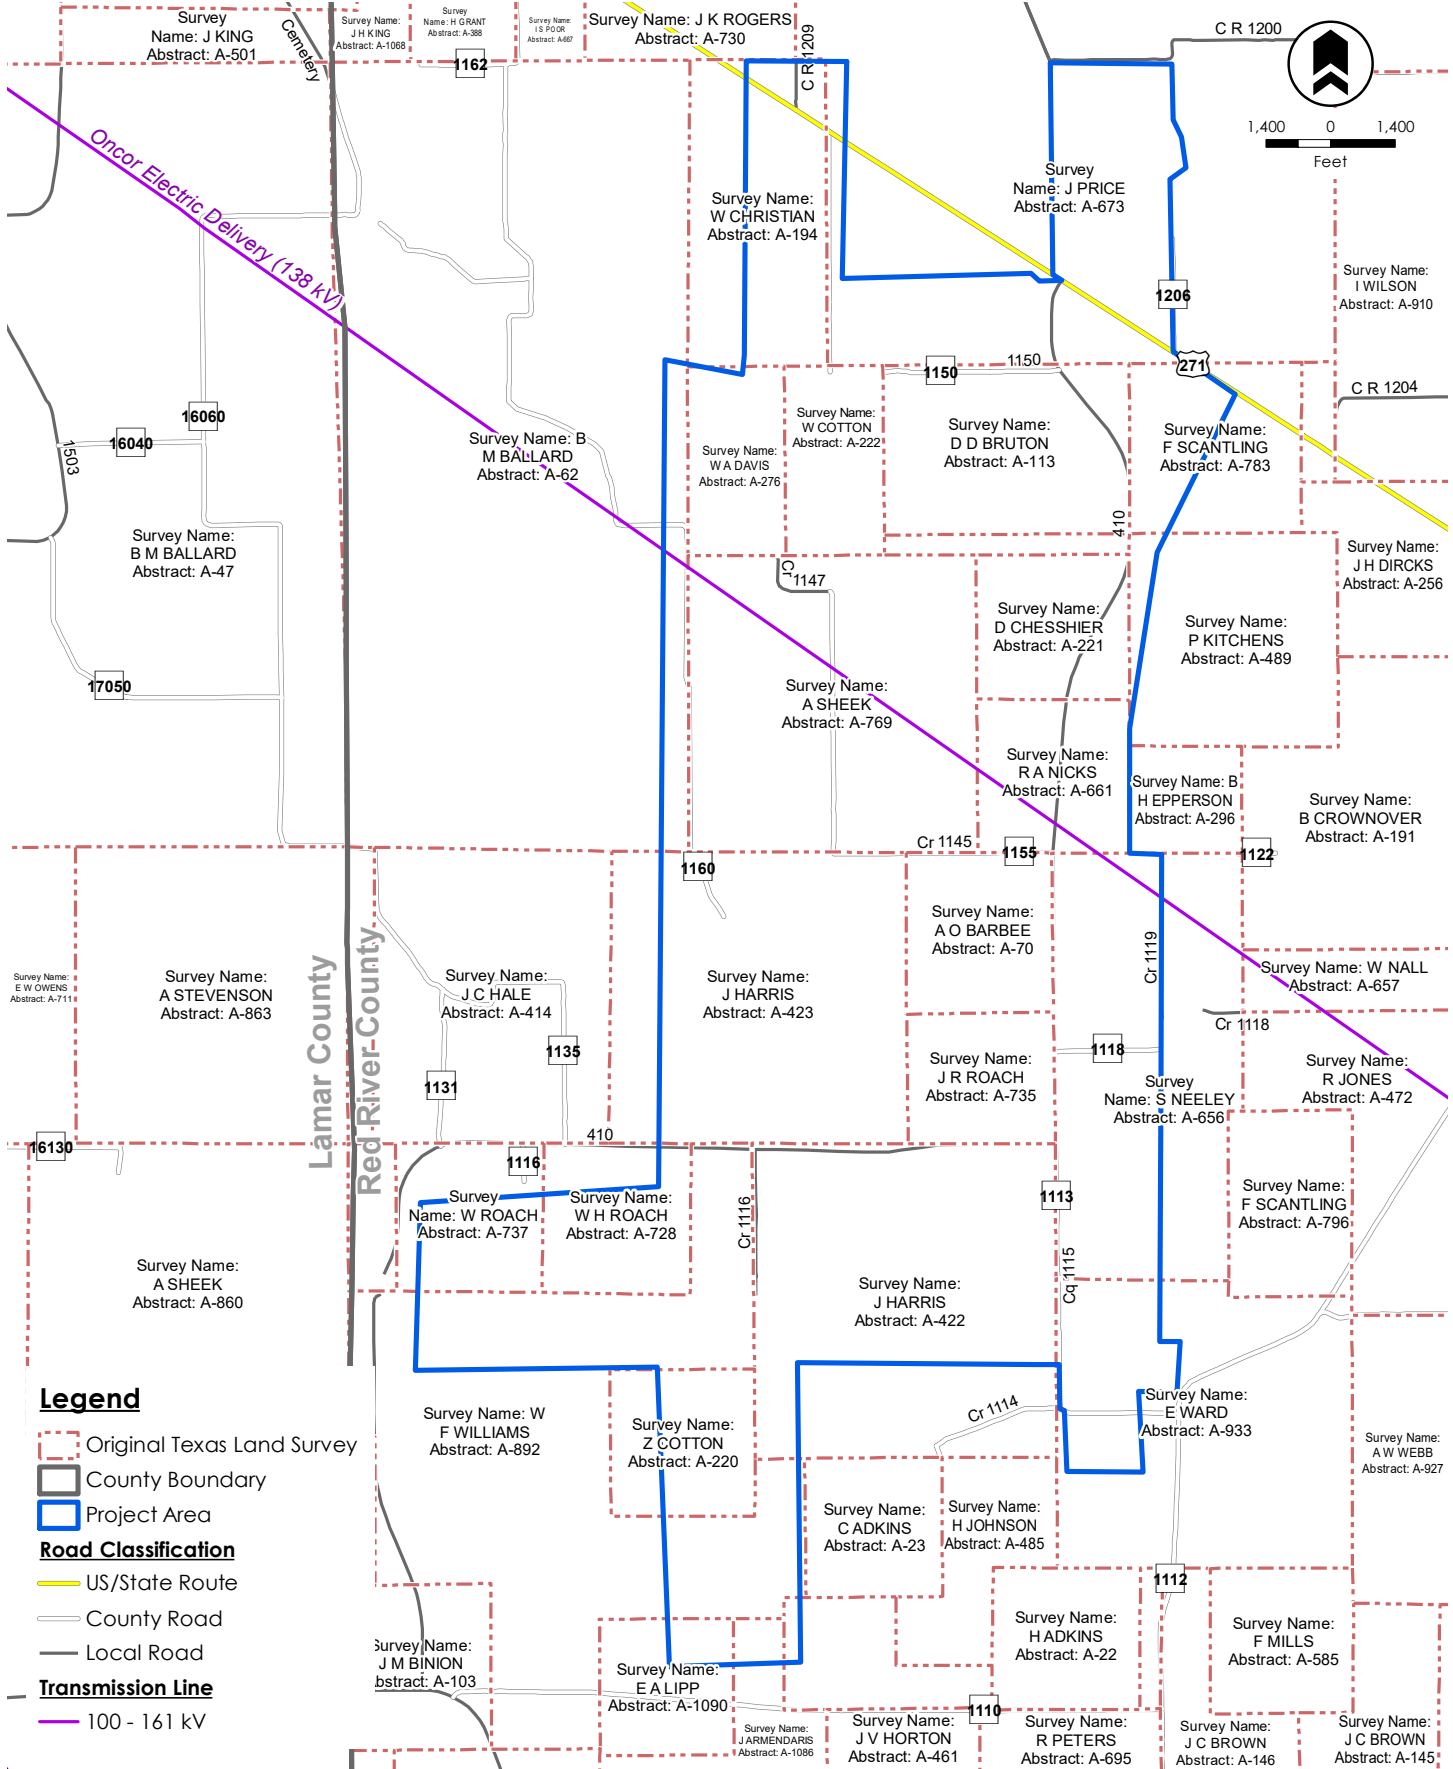 Survey
Name: J KING
Abstract: A-501
Cemetery
Survey Name:
J H KING
Abstract: A-1068
Survey
Name: H GRANT
Abstract: A-388
Survey Name:
I S POOR
Abstract: A-667
Survey Name: J K ROGERS
Abstract: A-730
C R 1209
C R 1200
1162
1,400 0 1,400
Feet
Oncor Electric Delivery (138 kV)
Survey Name:
W CHRISTIAN
Abstract: A-194
Survey
Name: J PRICE
Abstract: A-673
Survey Name:
I WILSON
Abstract: A-910
1206
271
1150
1150
C R 1204
16060
16040
1503
Survey Name: B
M BALLARD
Abstract: A-62
Survey Name:
W COTTON
Abstract: A-222
Survey Name:
W A DAVIS
Abstract: A-276
Survey Name:
D D BRUTON
Abstract: A-113
Survey Name:
F SCANTLING
Abstract: A-783
410
Survey Name:
B M BALLARD
Abstract: A-47
Cr 1147
Survey Name:
J H DIRCKS
Abstract: A-256
Survey Name:
D CHESSHIER
Abstract: A-221
Survey Name:
P KITCHENS
Abstract: A-489
17050
Survey Name:
A SHEEK
Abstract: A-769
Survey Name:
R A NICKS
Abstract: A-661
Survey Name: B
H EPPERSON
Abstract: A-296
Survey Name:
B CROWNOVER
Abstract: A-191
Cr 1145
1155
1122
1160
Survey Name:
A O BARBEE
Abstract: A-70
Cr 1119
Survey Name:
E W OWENS
Abstract: A-711
Survey Name:
A STEVENSON
Abstract: A-863
Lamar County
Red River County
Survey Name:
J C HALE
Abstract: A-414
Survey Name:
J HARRIS
Abstract: A-423
Survey Name: W NALL
Abstract: A-657
Cr 1118
1135
1118
1131
Survey Name:
J R ROACH
Abstract: A-735
Survey
Name: S NEELEY
Abstract: A-656
Survey Name:
R JONES
Abstract: A-472
16130
410
1116
Survey
Name: W ROACH
Abstract: A-737
Survey Name:
W H ROACH
Abstract: A-728
Cr 1116
1113
Cq 1115
Survey Name:
F SCANTLING
Abstract: A-796
Survey Name:
A SHEEK
Abstract: A-860
Survey Name:
J HARRIS
Abstract: A-422
Legend
Original Texas Land Survey
County Boundary
Project Area
Road Classification
US/State Route
County Road
Local Road
Transmission Line
100 - 161 kV
Survey Name: W
F WILLIAMS
Abstract: A-892
Survey Name:
Z COTTON
Abstract: A-220
Cr 1114
Survey Name:
E WARD
Abstract: A-933
Survey Name:
A W WEBB
Abstract: A-927
Survey Name:
C ADKINS
Abstract: A-23
Survey Name:
H JOHNSON
Abstract: A-485
1112
Survey Name:
J M BINION
bstract: A-103
Survey Name:
E A LIPP
Abstract: A-1090
Survey Name:
H ADKINS
Abstract: A-22
Survey Name:
F MILLS
Abstract: A-585
1110
Survey Name:
J ARMENDARIS
Abstract: A-1086
Survey Name:
J V HORTON
Abstract: A-461
Survey Name:
R PETERS
Abstract: A-695
Survey Name:
J C BROWN
Abstract: A-146
Survey Name:
J C BROWN
Abstract: A-145